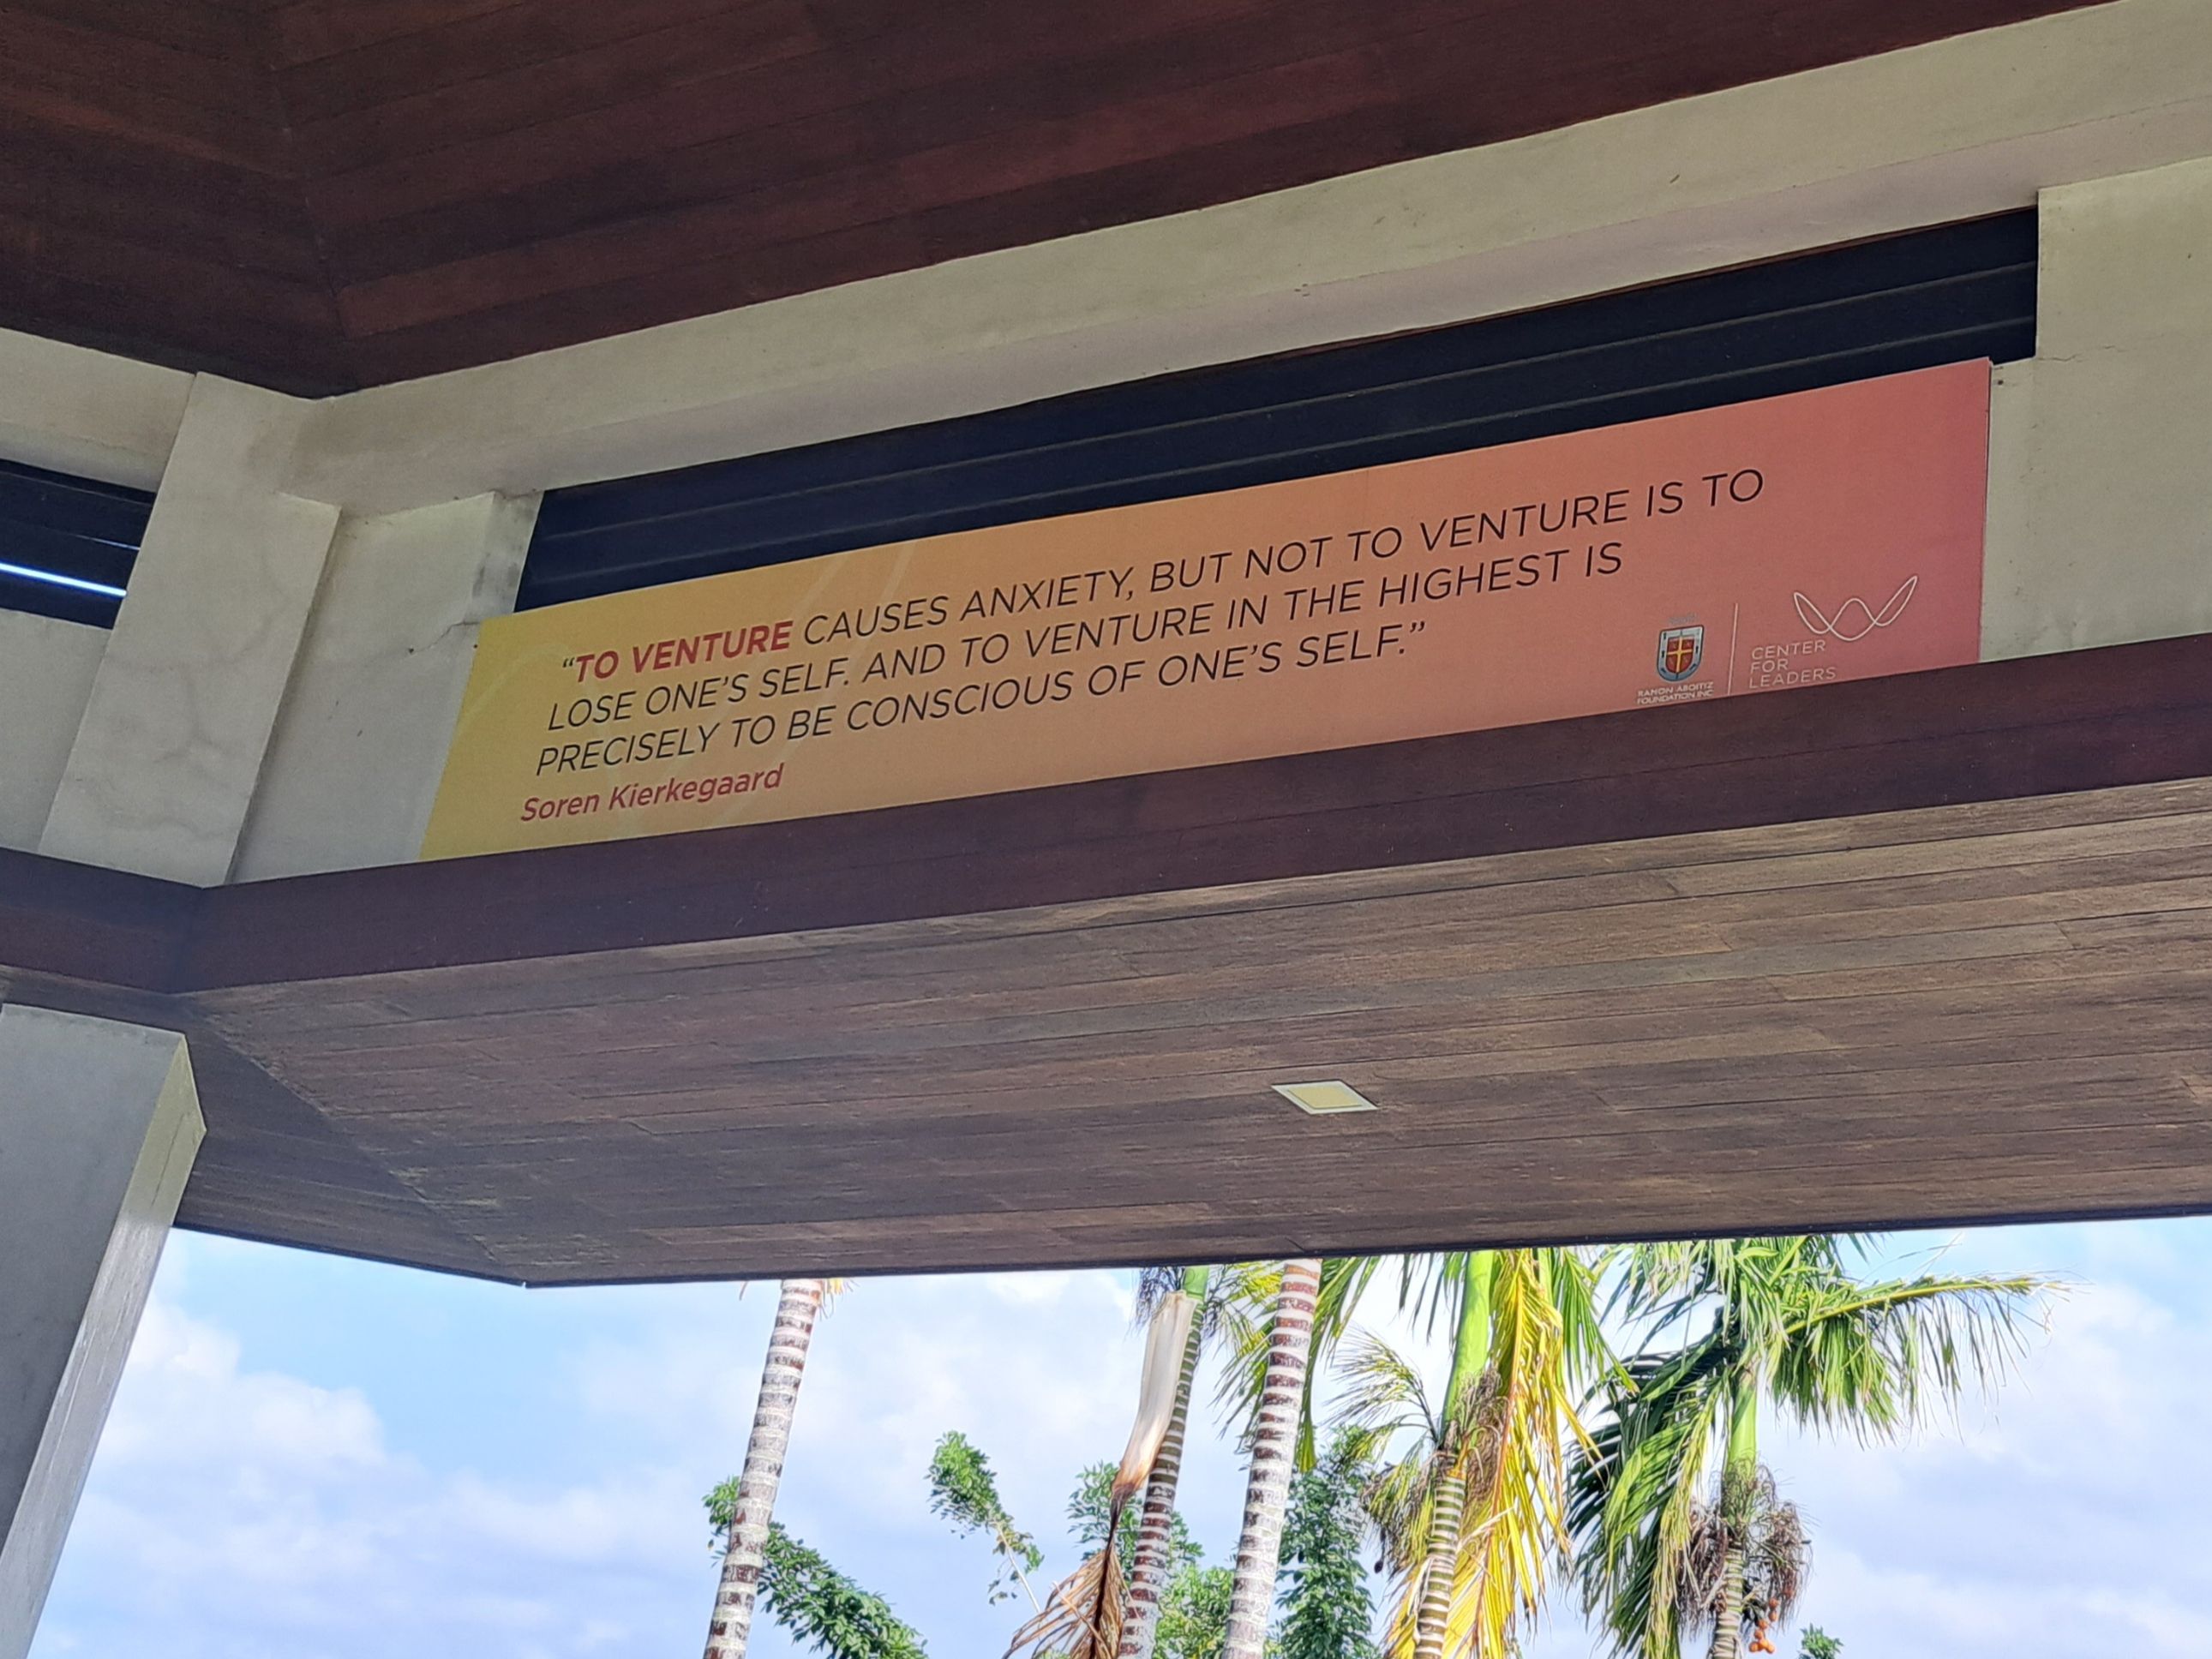 “TO VENTURE CAUSES ANXIETY, BUT NOT TO VENTURE IS TO
LOSE ONE’S SELF. AND TO VENTURE IN THE HIGHEST IS
PRECISELY TO BE CONSCIOUS OF ONE’S SELF.”
Soren Kierkegaard
RAMON ABOITIZ
FOUNDATION INC
CENTER
FOR
LEADERS